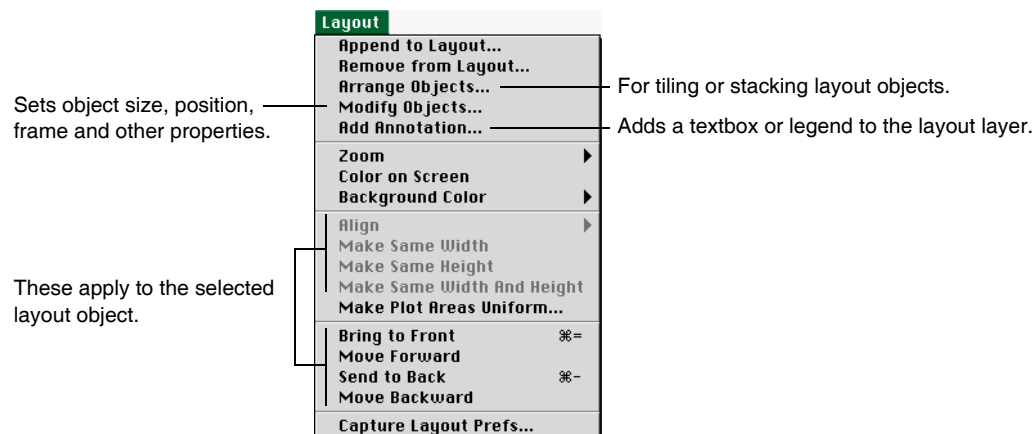 Layout
Append to Layout...
Remove from Layout...
Arrange Objects...
For tiling or stacking layout objects.
Sets object size, position,
frame and other properties.
Modify Objects...
Add Annotation...
Adds a textbox or legend to the layout layer.
Zoom
Color on Screen
Background Color
Align
Make Same Width
Make Same Height
Make Same Width And Height
These apply to the selected
layout object.
Make Plot Areas Uniform...
Bring to Front ⌘=
Move Forward
Send to Back ⌘-
Move Backward
Capture Layout Prefs...